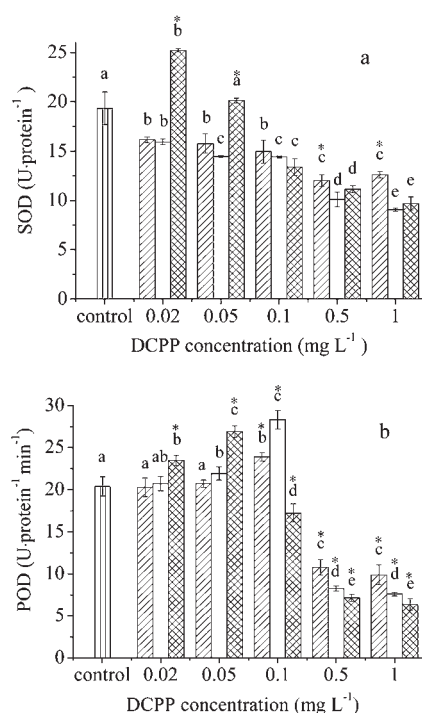 a
SOD (U·protein⁻¹)
25
20
15
10
5
0
a
b b * b
b c * a
b c c
* c d d
* c e e
control 0.02 0.05 0.1 0.5 1
DCPP concentration (mg L⁻¹)
b
POD (U·protein⁻¹ min⁻¹)
30
25
20
15
10
5
0
a
a ab * b
a b * c
* b * c * d
* c * d * e
* c * d * e
control 0.02 0.05 0.1 0.5 1
DCPP concentration (mg L⁻¹)